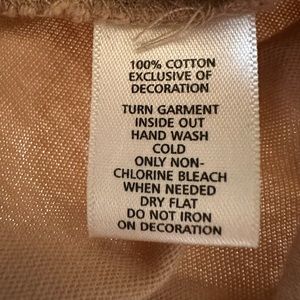 100% COTTON
EXCLUSIVE OF
DECORATION
TURN GARMENT
INSIDE OUT
HAND WASH
COLD
ONLY NON-
CHLORINE BLEACH
WHEN NEEDED
DRY FLAT
DO NOT IRON
ON DECORATION